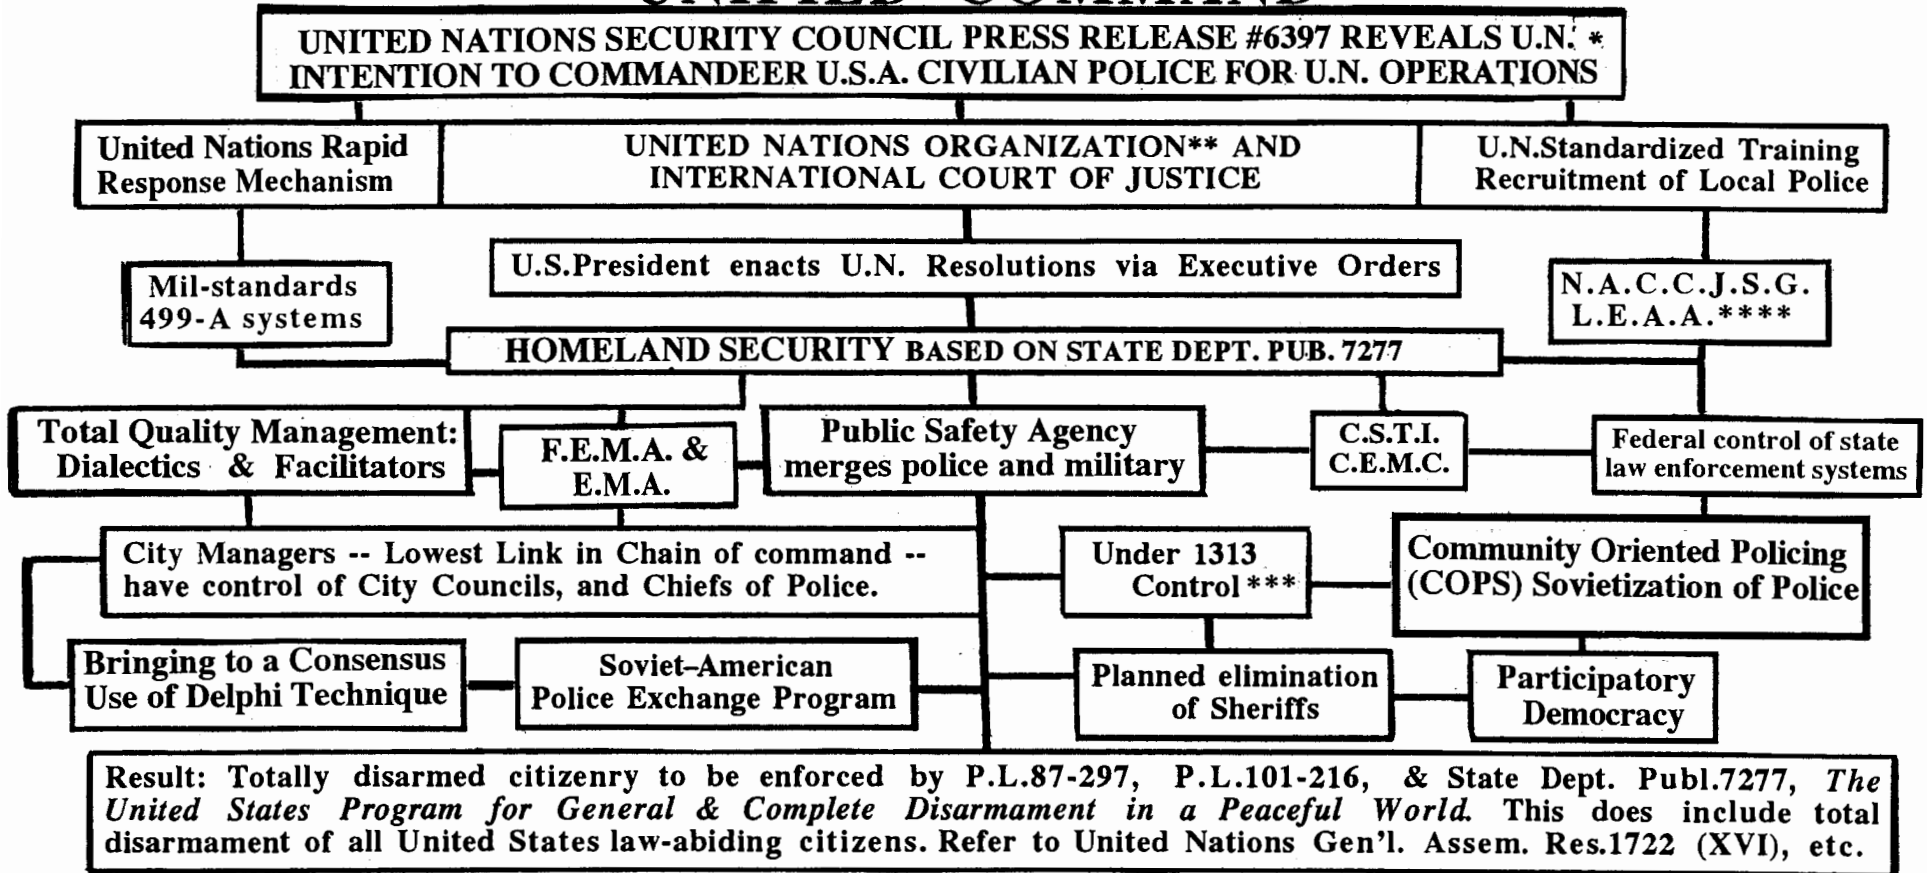 UNIFIED COMMAND
UNITED NATIONS SECURITY COUNCIL PRESS RELEASE #6397 REVEALS U.N. *
INTENTION TO COMMANDEER U.S.A. CIVILIAN POLICE FOR U.N. OPERATIONS
United Nations Rapid
Response Mechanism
UNITED NATIONS ORGANIZATION** AND
INTERNATIONAL COURT OF JUSTICE
U.N.Standardized Training
Recruitment of Local Police
Mil-standards
499-A systems
U.S.President enacts U.N. Resolutions via Executive Orders
N.A.C.C.J.S.G.
L.E.A.A.****
HOMELAND SECURITY BASED ON STATE DEPT. PUB. 7277
Total Quality Management:
Dialectics & Facilitators
F.E.M.A. &
E.M.A.
Public Safety Agency
merges police and military
C.S.T.I.
C.E.M.C.
Federal control of state
law enforcement systems
City Managers -- Lowest Link in Chain of command --
have control of City Councils, and Chiefs of Police.
Under 1313
Control***
Community Oriented Policing
(COPS) Sovietization of Police
Bringing to a Consensus
Use of Delphi Technique
Soviet-American
Police Exchange Program
Planned elimination
of Sheriffs
Participatory
Democracy
Result: Totally disarmed citizenry to be enforced by P.L.87-297, P.L.101-216, & State Dept. Publ.7277, The
United States Program for General & Complete Disarmament in a Peaceful World. This does include total
disarmament of all United States law-abiding citizens. Refer to United Nations Gen'l. Assem. Res.1722 (XVI), etc.